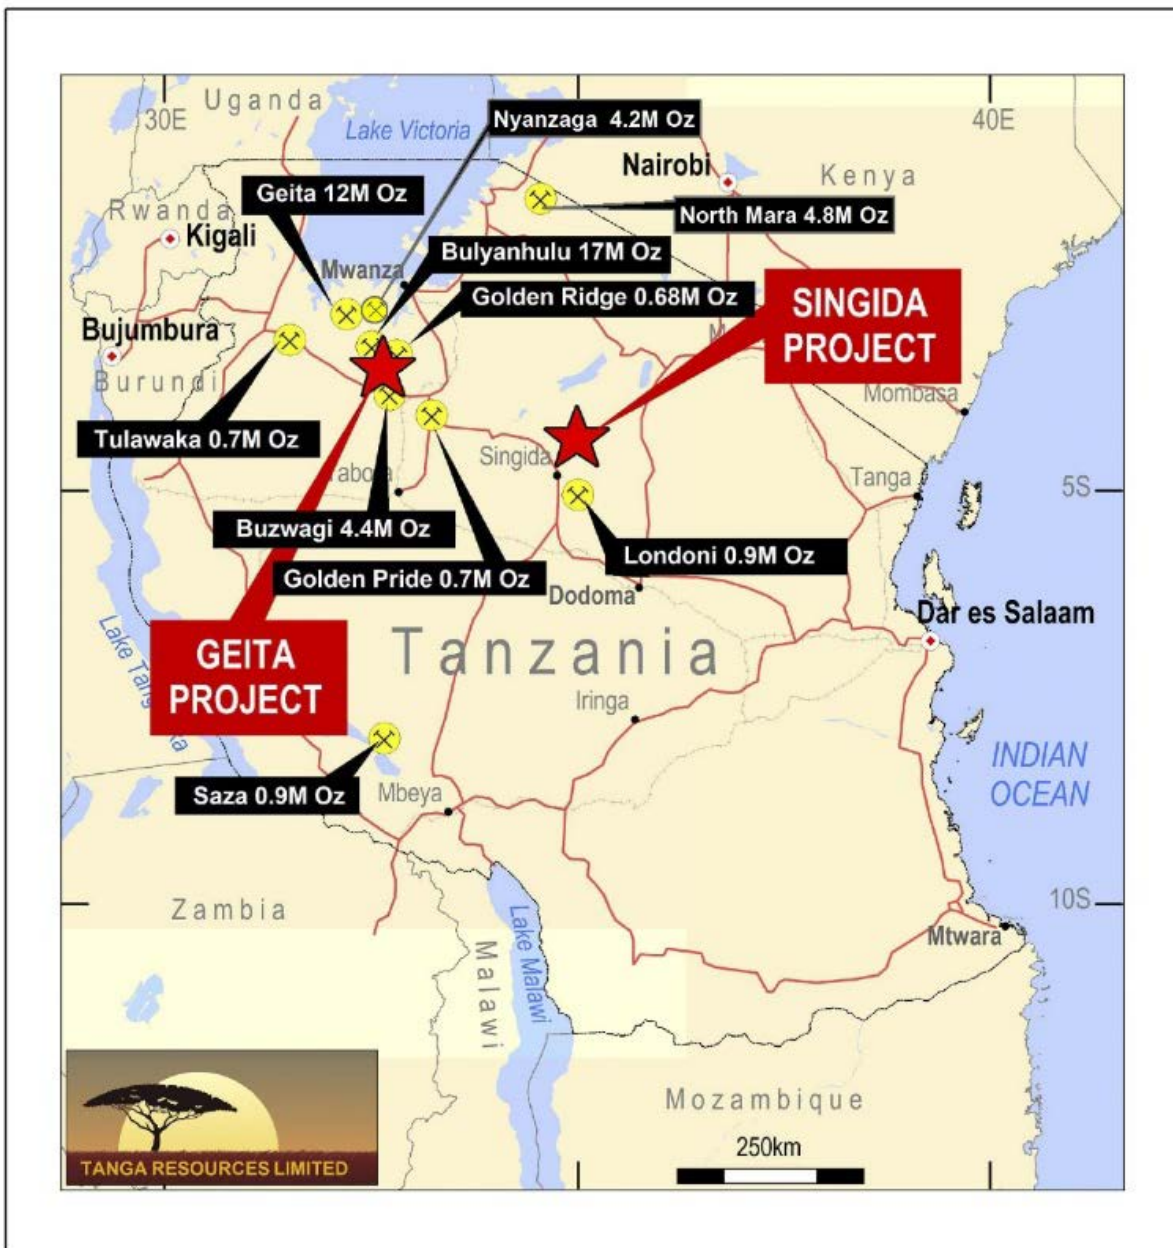 30E
Uganda
Lake Victoria
Nyanzaga 4.2M Oz
40E
Nairobi
Kenya
Geita 12M Oz
North Mara 4.8M Oz
Rwanda
Kigali
Bulyanhulu 17M Oz
Mwanza
Golden Ridge 0.68M Oz
SINGIDA
PROJECT
Bujumbura
Burundi
Mombasa
Tulawaka 0.7M Oz
Singida
Tanga
5S
Buzwagi 4.4M Oz
Londoni 0.9M Oz
Golden Pride 0.7M Oz
Dodoma
Dar es Salaam
GEITA
PROJECT
Tanzania
Lake
Iringa
INDIAN
OCEAN
Saza 0.9M Oz
Mbeya
Zambia
10S
Mtwara
Malawi
Lake Malawi
Mozambique
250km
TANGA RESOURCES LIMITED